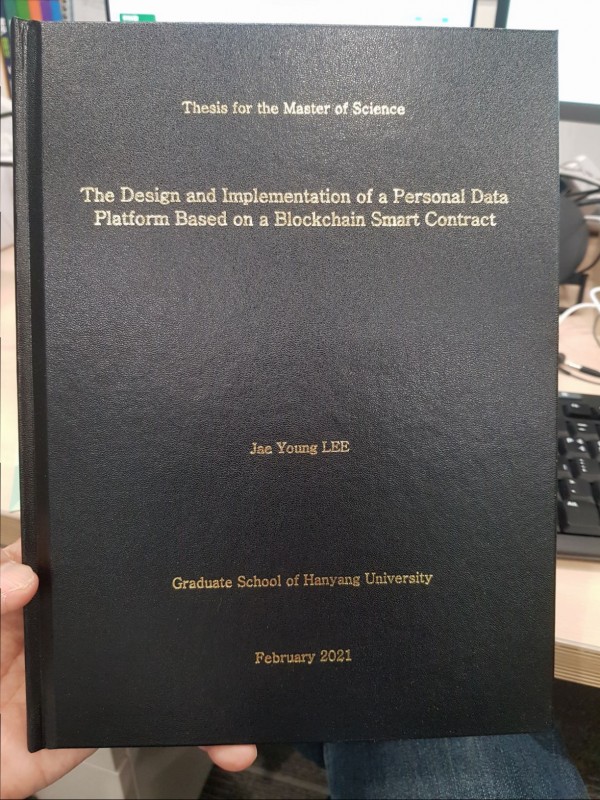 Thesis for the Master of Science
The Design and Implementation of a Personal Data
Platform Based on a Blockchain Smart Contract
Jae Young LEE
Graduate School of Hanyang University
February 2021